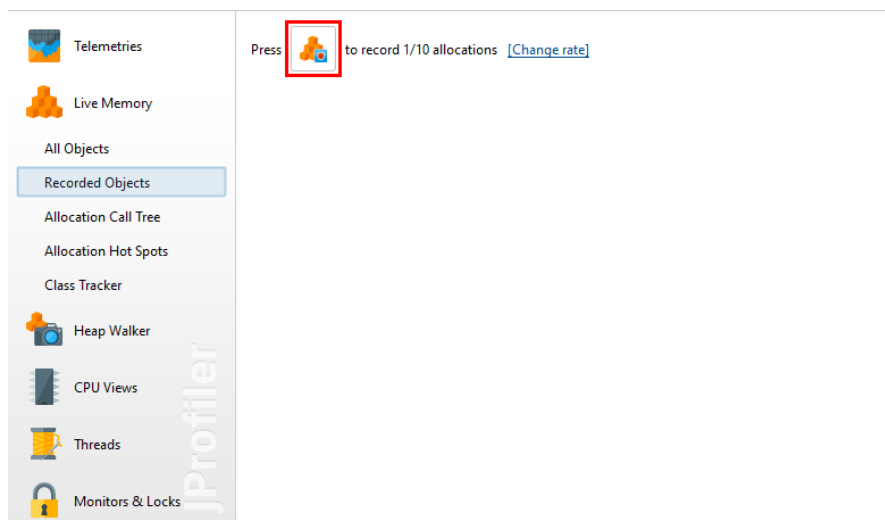 Telemetries
Press to record 1/10 allocations [Change rate]
Live Memory
All Objects
Recorded Objects
Allocation Call Tree
Allocation Hot Spots
Class Tracker
Heap Walker
CPU Views
Threads
Monitors & Locks
JProfiler